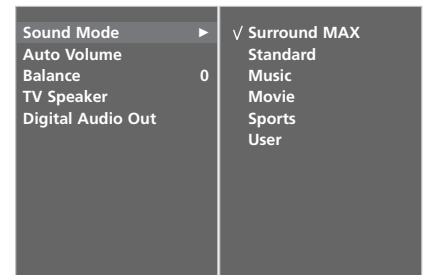 Sound Mode ►
Auto Volume
Balance 0
TV Speaker
Digital Audio Out
√ Surround MAX
Standard
Music
Movie
Sports
User